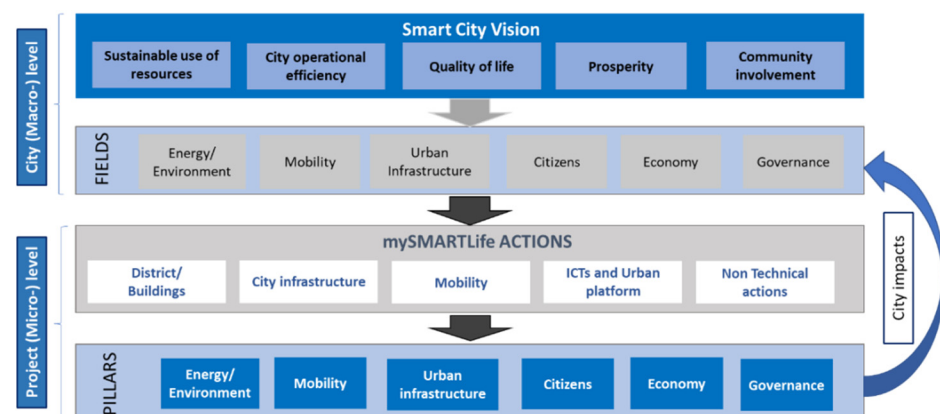 City (Macro-) level
Smart City Vision
Sustainable use of
resources
City operational
efficiency
Quality of life
Prosperity
Community
involvement
FIELDS
Energy/
Environment
Mobility
Urban
Infrastructure
Citizens
Economy
Governance
Project (Micro-) level
mySMARTLife ACTIONS
District/
Buildings
City infrastructure
Mobility
ICTs and Urban
platform
Non Technical
actions
City impacts
PILLARS
Energy/
Environment
Mobility
Urban
infrastructure
Citizens
Economy
Governance